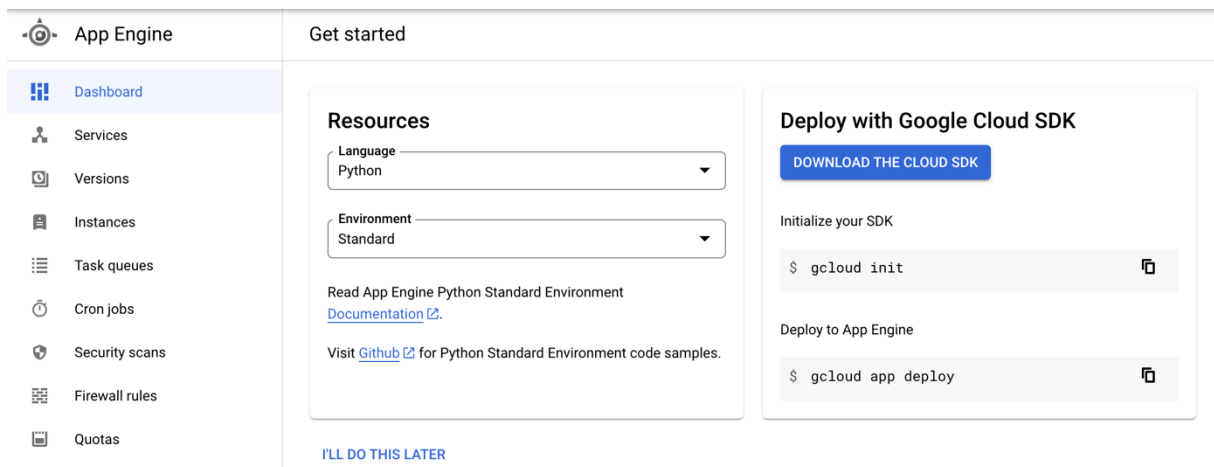 App Engine
Get started
Dashboard
Services
Versions
Instances
Task queues
Cron jobs
Security scans
Firewall rules
Quotas
Resources
Language
Python
Environment
Standard
Read App Engine Python Standard Environment
Documentation.
Visit Github for Python Standard Environment code samples.
I'LL DO THIS LATER
Deploy with Google Cloud SDK
DOWNLOAD THE CLOUD SDK
Initialize your SDK
$ gcloud init
Deploy to App Engine
$ gcloud app deploy